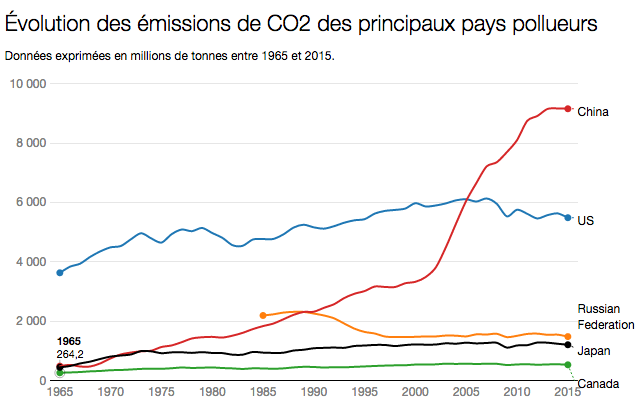 Évolution des émissions de CO2 des principaux pays pollueurs
Données exprimées en millions de tonnes entre 1965 et 2015.
10 000
China
8 000
6 000
US
4 000
Russian
Federation
2 000
1965
264,2
Japan
0
Canada
1965 1970 1975 1980 1985 1990 1995 2000 2005 2010 2015